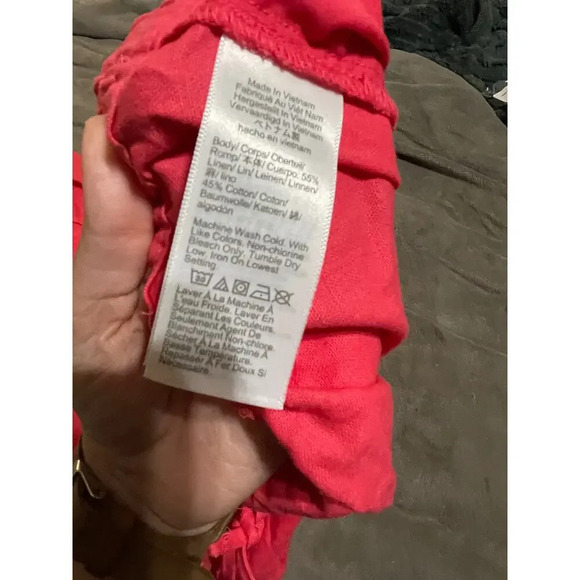 Made In Vietnam
Fabriqué Au Viêt Nam
Hergestellt In Vietnam
Vervaardigd In Vietnam
ベトナム製
hecho en vietnam
Body/ Corps/ Oberteil/
Romp/ 本体/ Cuerpo: 55%
Linen/ Lin/ Leinen/ Linnen/
麻/ lino
45% Cotton/ Coton/
Baumwolle/ Katoen/ 綿/
algodón
Machine Wash Cold. With
Like Colors. Non-chlorine
Bleach Only. Tumble Dry
Low. Iron On Lowest
Setting
30
Laver À La Machine À
L'eau Froide. Laver En
Séparant Les Couleurs.
Seulement Agent De
Blanchiment Non-chlore.
Sécher À La Machine À
Basse Température.
Repasser À Fer Doux Si
Nécessaire.